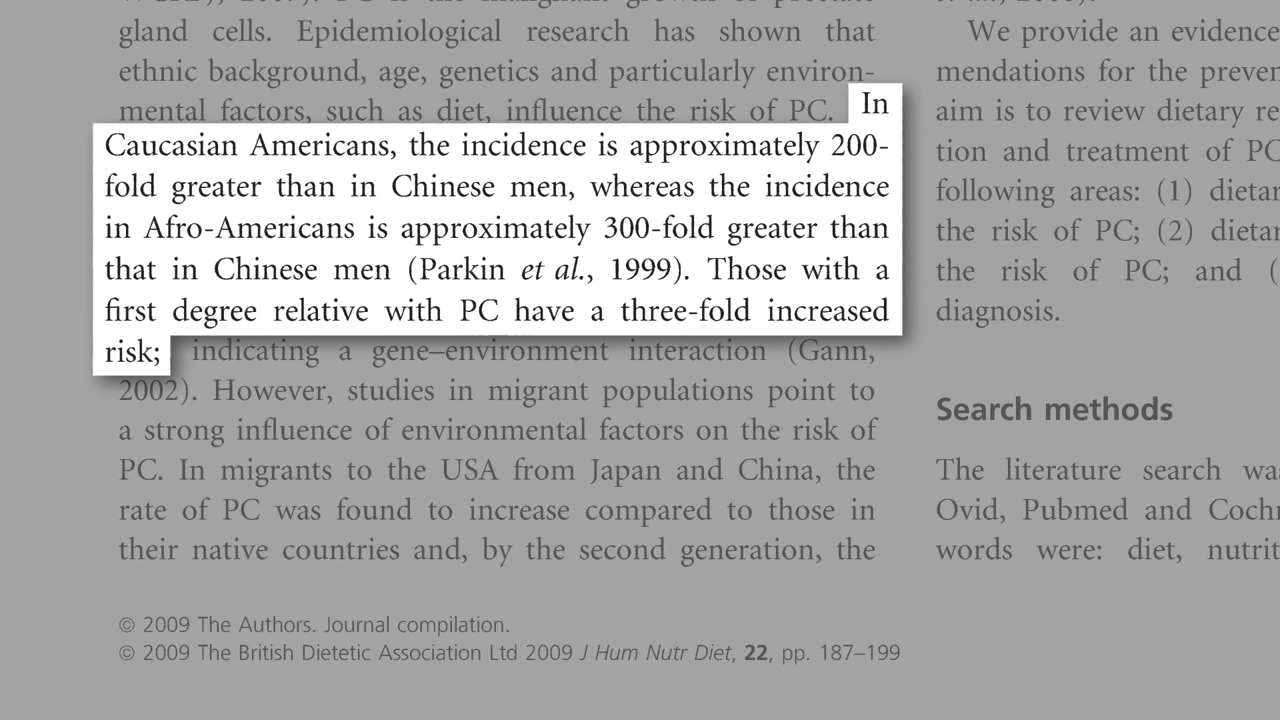 gland cells. Epidemiological research has shown that
ethnic background, age, genetics and particularly environ-
mental factors, such as diet, influence the risk of PC. In
Caucasian Americans, the incidence is approximately 200-
fold greater than in Chinese men, whereas the incidence
in Afro-Americans is approximately 300-fold greater than
that in Chinese men (Parkin et al., 1999). Those with a
first degree relative with PC have a three-fold increased
risk; indicating a gene–environment interaction (Gann,
2002). However, studies in migrant populations point to
a strong influence of environmental factors on the risk of
PC. In migrants to the USA from Japan and China, the
rate of PC was found to increase compared to those in
their native countries and, by the second generation, the
We provide an evidence
mendations for the preven
aim is to review dietary re
tion and treatment of PC
following areas: (1) dietar
the risk of PC; (2) dietar
the risk of PC; and (
diagnosis.
Search methods
The literature search wa
Ovid, Pubmed and Cochr
words were: diet, nutrit
© 2009 The Authors. Journal compilation.
© 2009 The British Dietetic Association Ltd 2009 J Hum Nutr Diet, 22, pp. 187–199